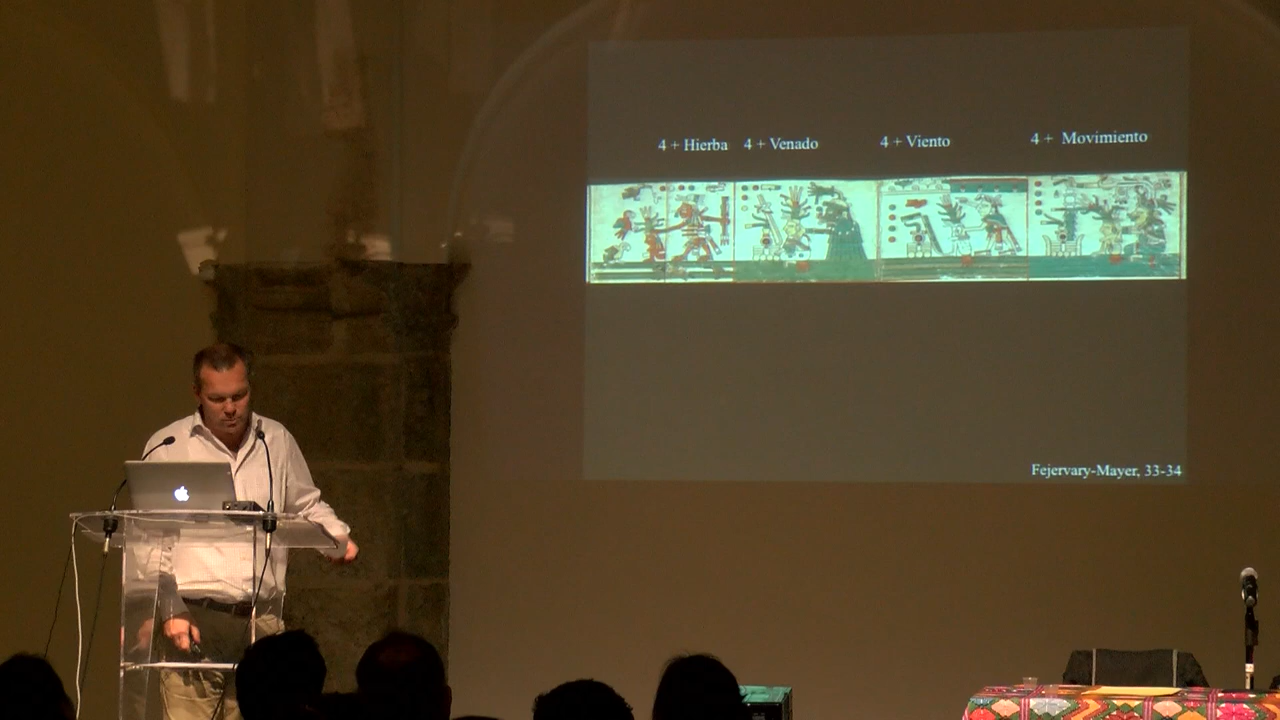 4 + Hierba 4 + Venado 4 + Viento 4 + Movimiento
Fejervary-Mayer, 33-34